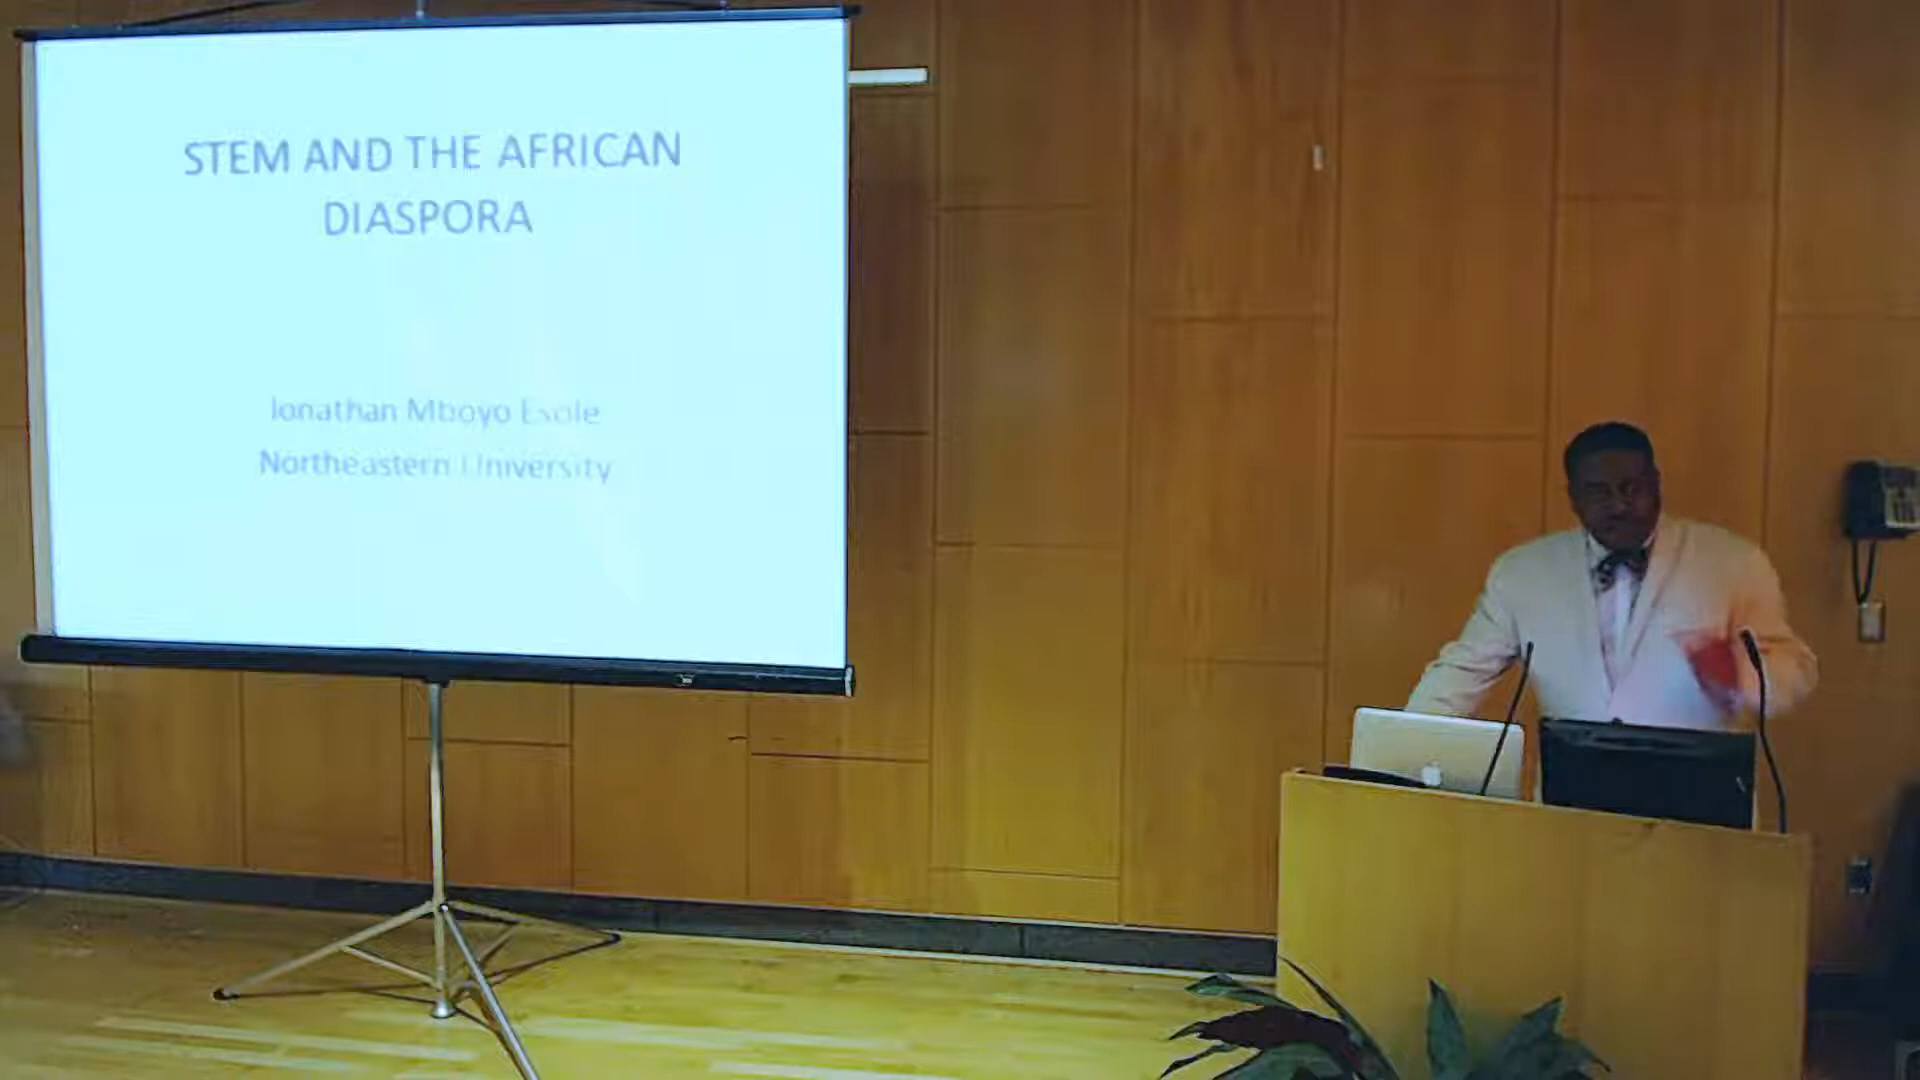 STEM AND THE AFRICAN
DIASPORA
Jonathan Mboyo Esole
Northeastern University